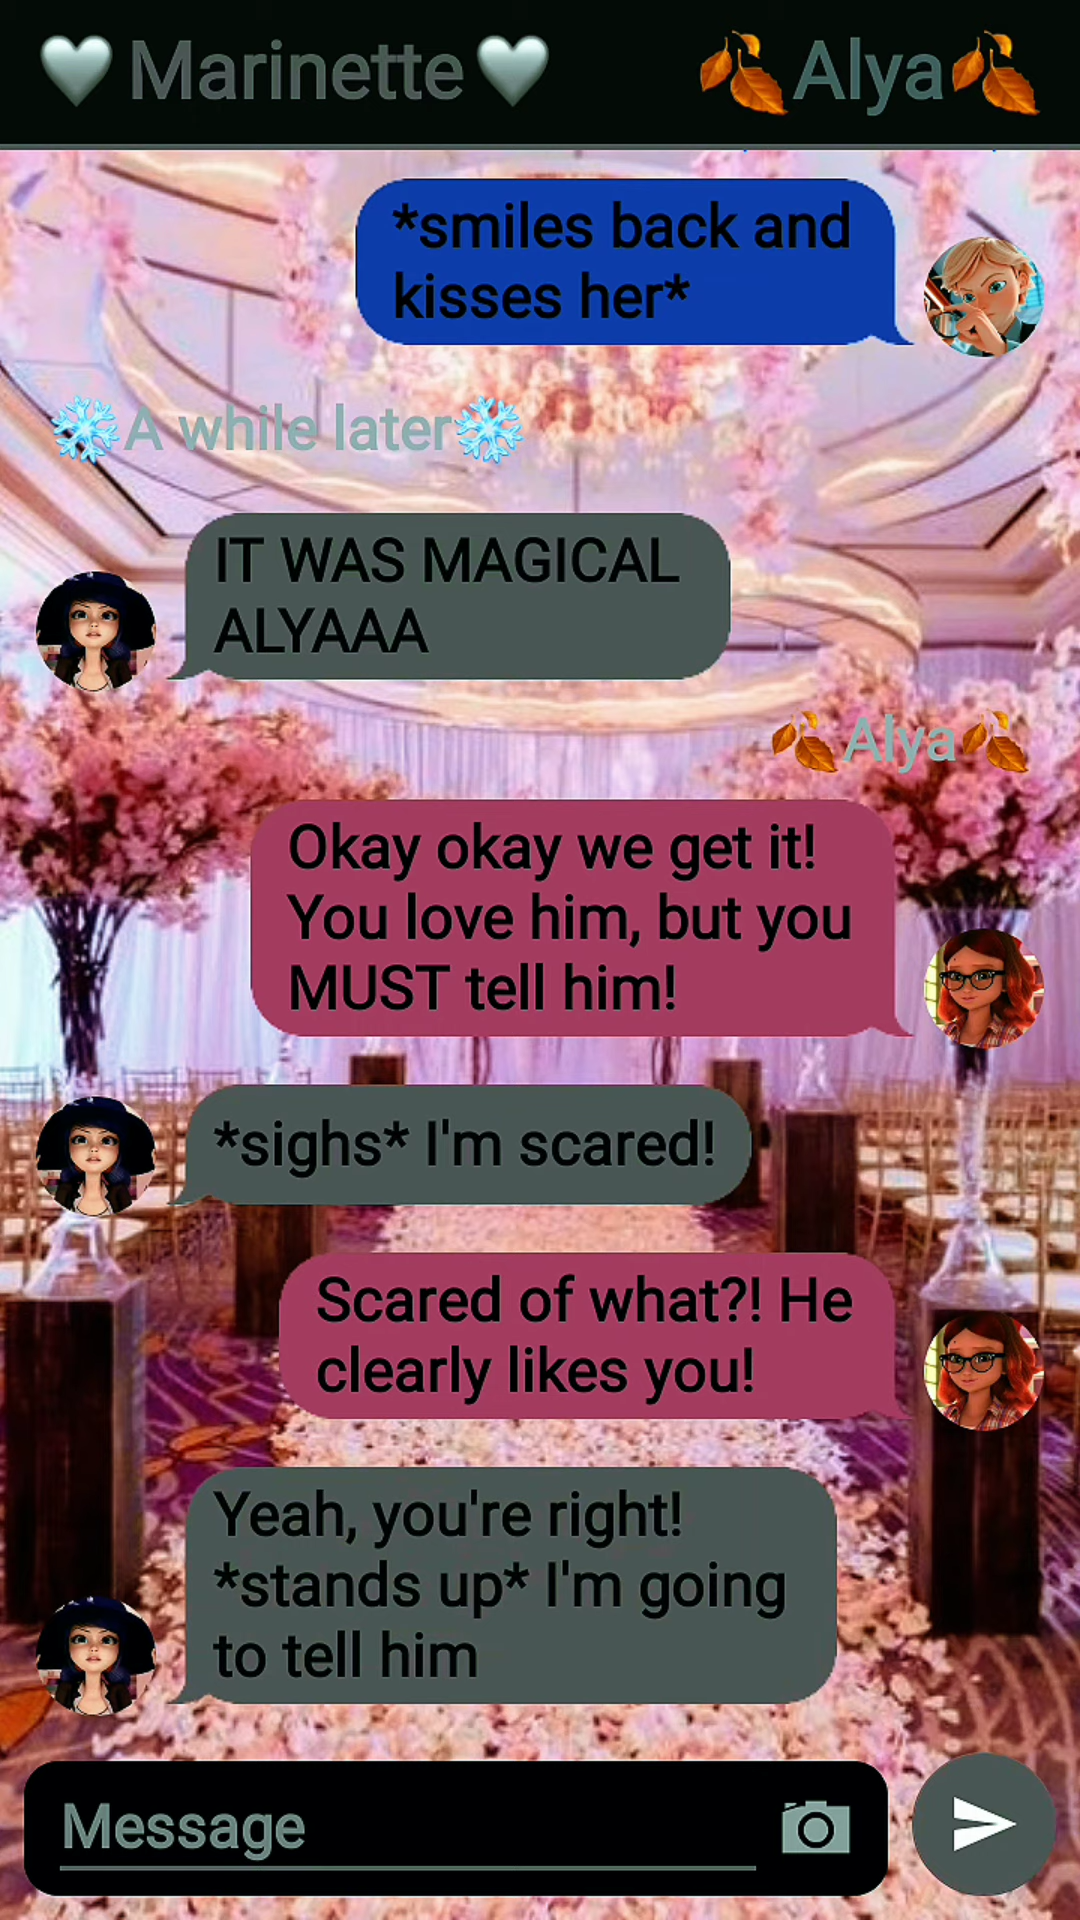 🤍Marinette🤍 🍂Alya🍂
*smiles back and
kisses her*
❄️A while later❄️
IT WAS MAGICAL
ALYAAA
🍂Alya🍂
Okay okay we get it!
You love him, but you
MUST tell him!
*sighs* I'm scared!
Scared of what?! He
clearly likes you!
Yeah, you're right!
*stands up* I'm going
to tell him
Message